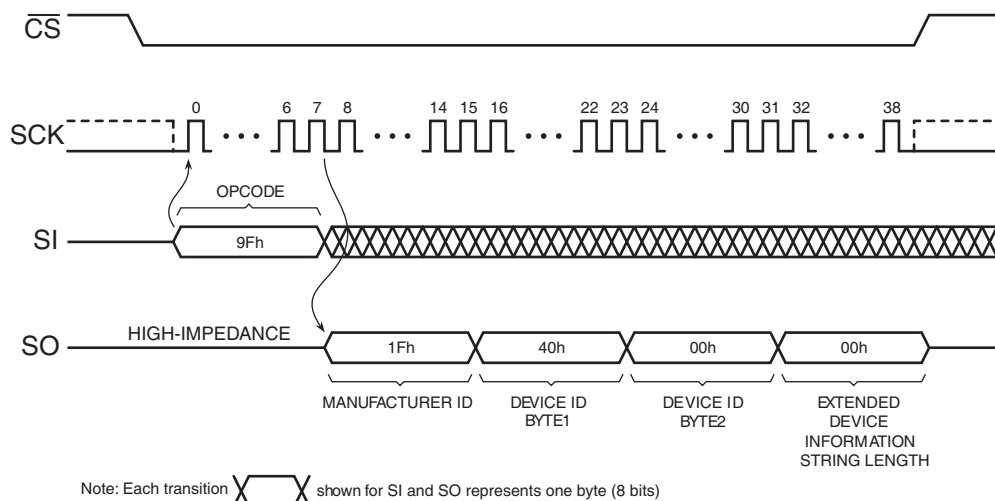 CS
SCK
0 6 7 8 14 15 16 22 23 24 30 31 32 38
OPCODE
SI
9Fh
HIGH-IMPEDANCE
SO
1Fh 40h 00h 00h
MANUFACTURER ID
DEVICE ID
BYTE1
DEVICE ID
BYTE2
EXTENDED
DEVICE
INFORMATION
STRING LENGTH
Note: Each transition shown for SI and SO represents one byte (8 bits)